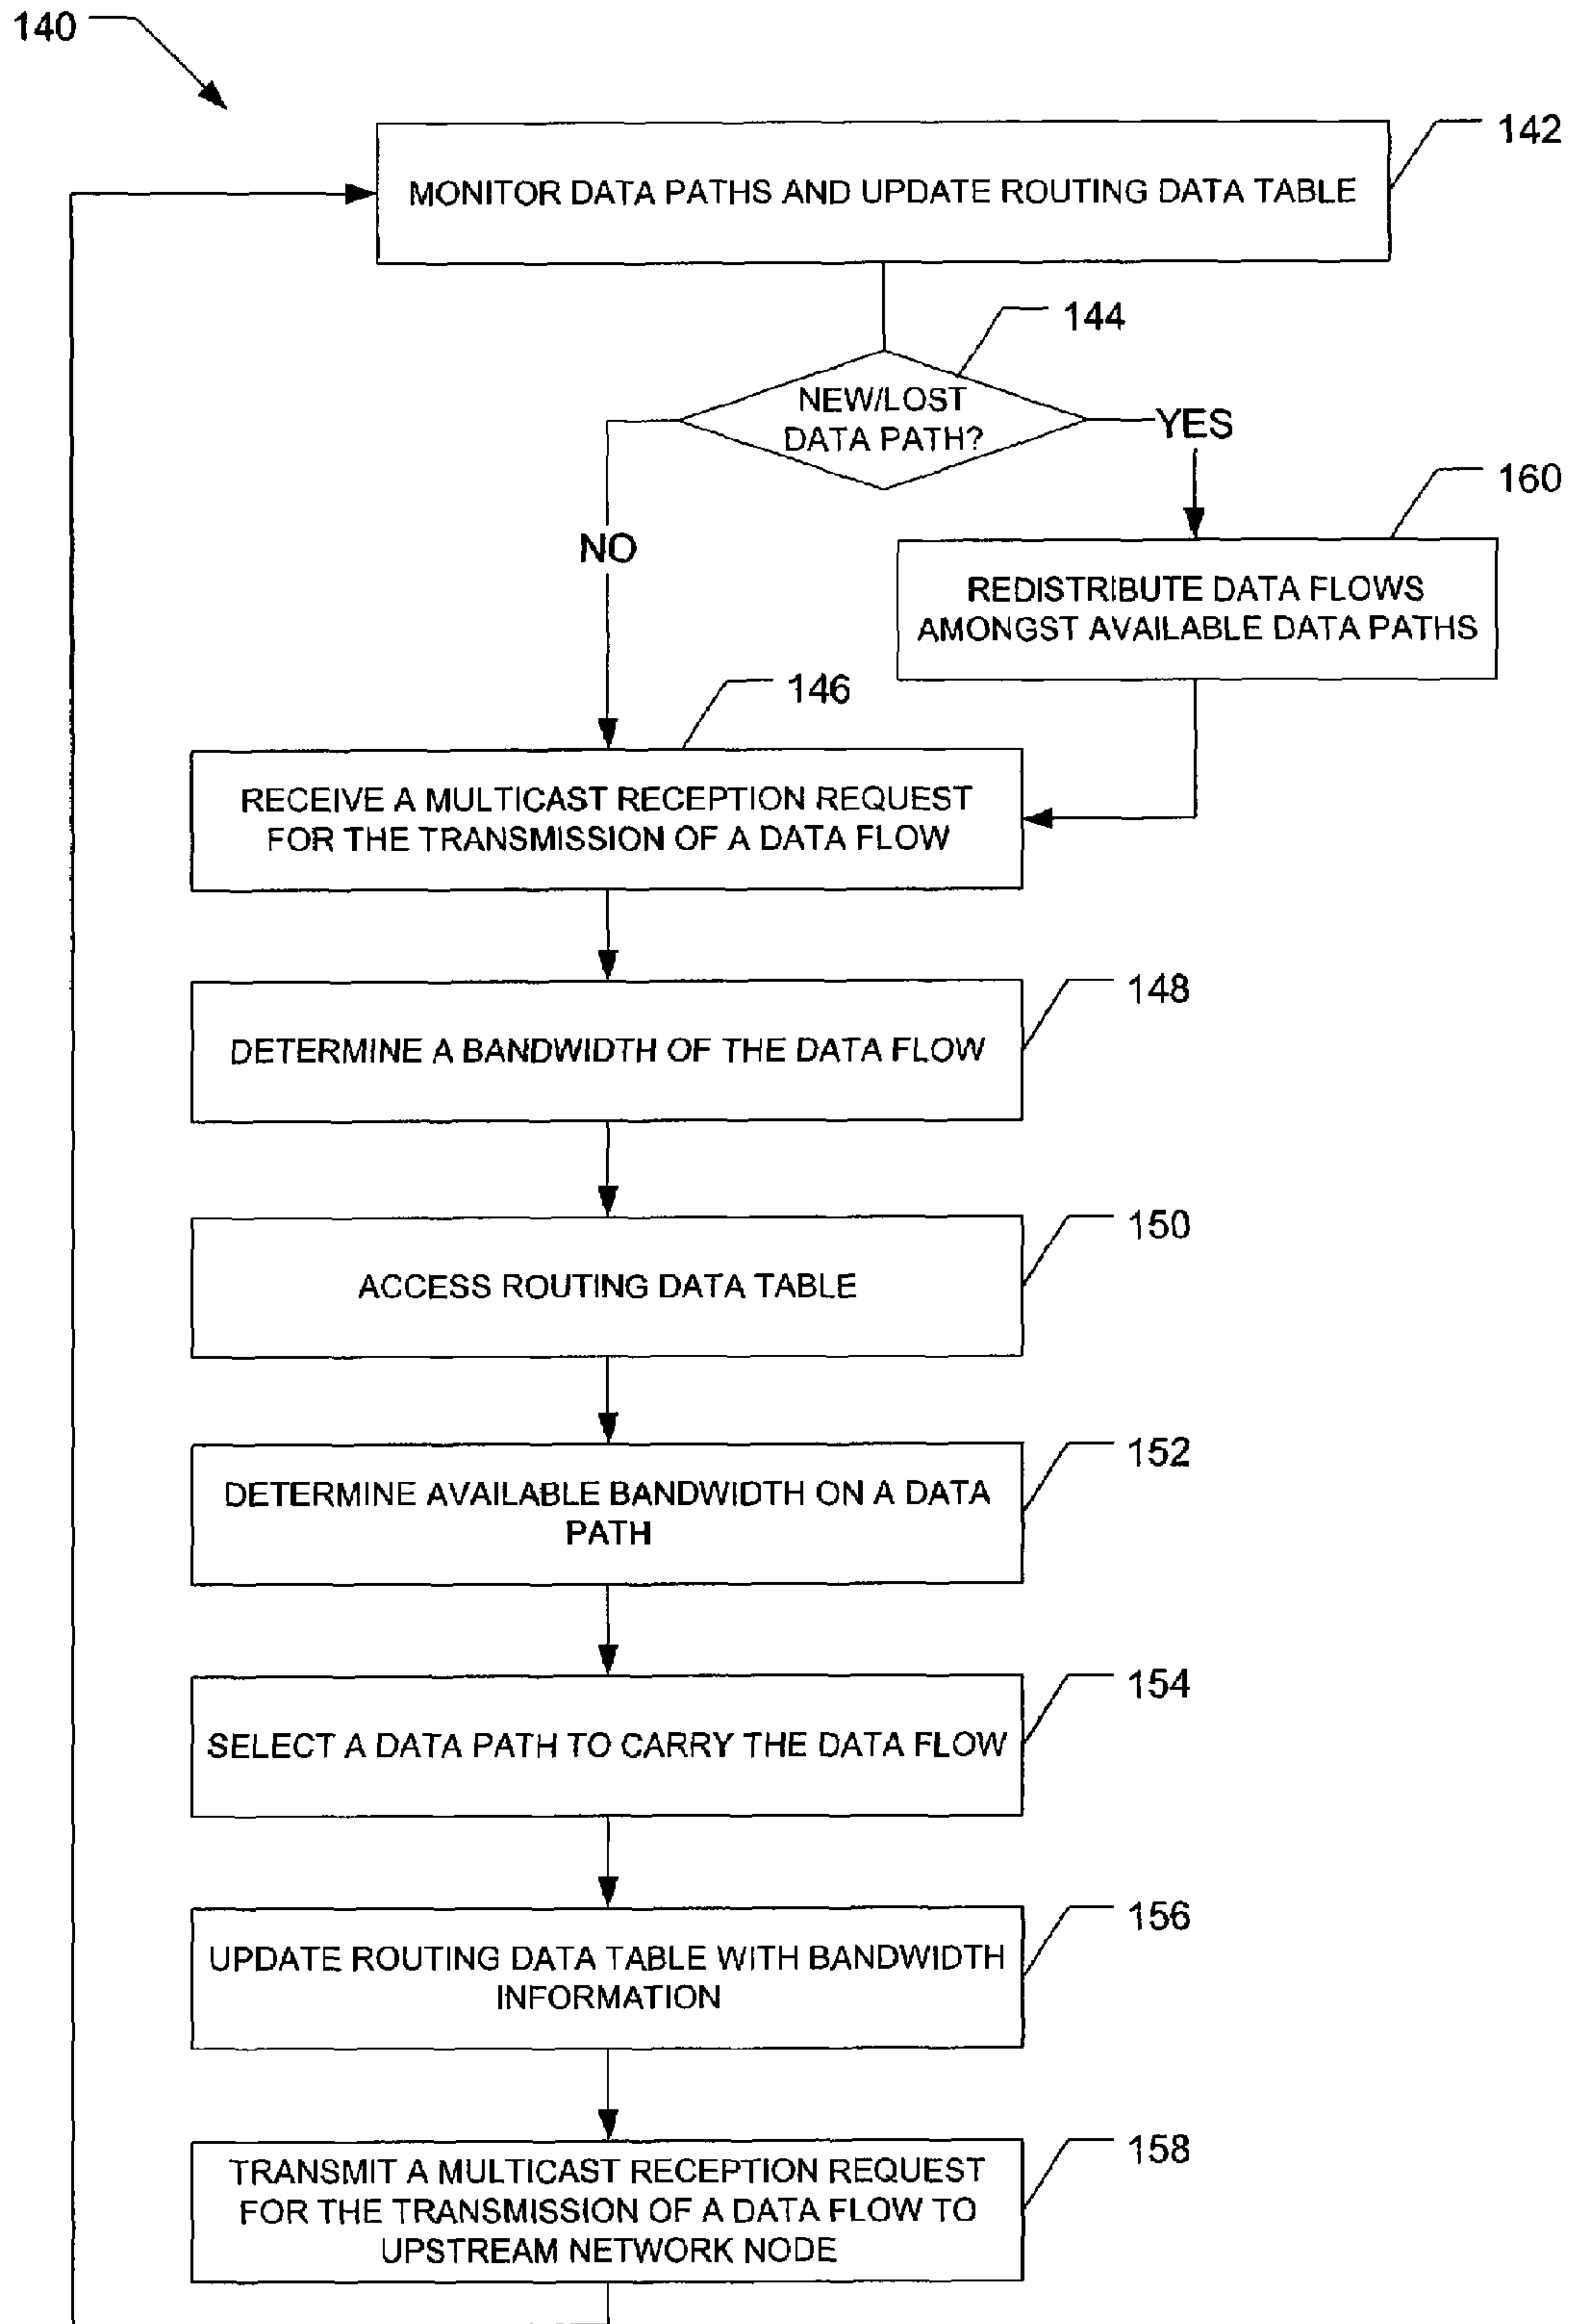 140
142
MONITOR DATA PATHS AND UPDATE ROUTING DATA TABLE
144
NEW/LOST
DATA PATH?
YES
NO
160
REDISTRIBUTE DATA FLOWS
AMONGST AVAILABLE DATA PATHS
146
RECEIVE A MULTICAST RECEPTION REQUEST
FOR THE TRANSMISSION OF A DATA FLOW
148
DETERMINE A BANDWIDTH OF THE DATA FLOW
150
ACCESS ROUTING DATA TABLE
152
DETERMINE AVAILABLE BANDWIDTH ON A DATA
PATH
154
SELECT A DATA PATH TO CARRY THE DATA FLOW
156
UPDATE ROUTING DATA TABLE WITH BANDWIDTH
INFORMATION
158
TRANSMIT A MULTICAST RECEPTION REQUEST
FOR THE TRANSMISSION OF A DATA FLOW TO
UPSTREAM NETWORK NODE